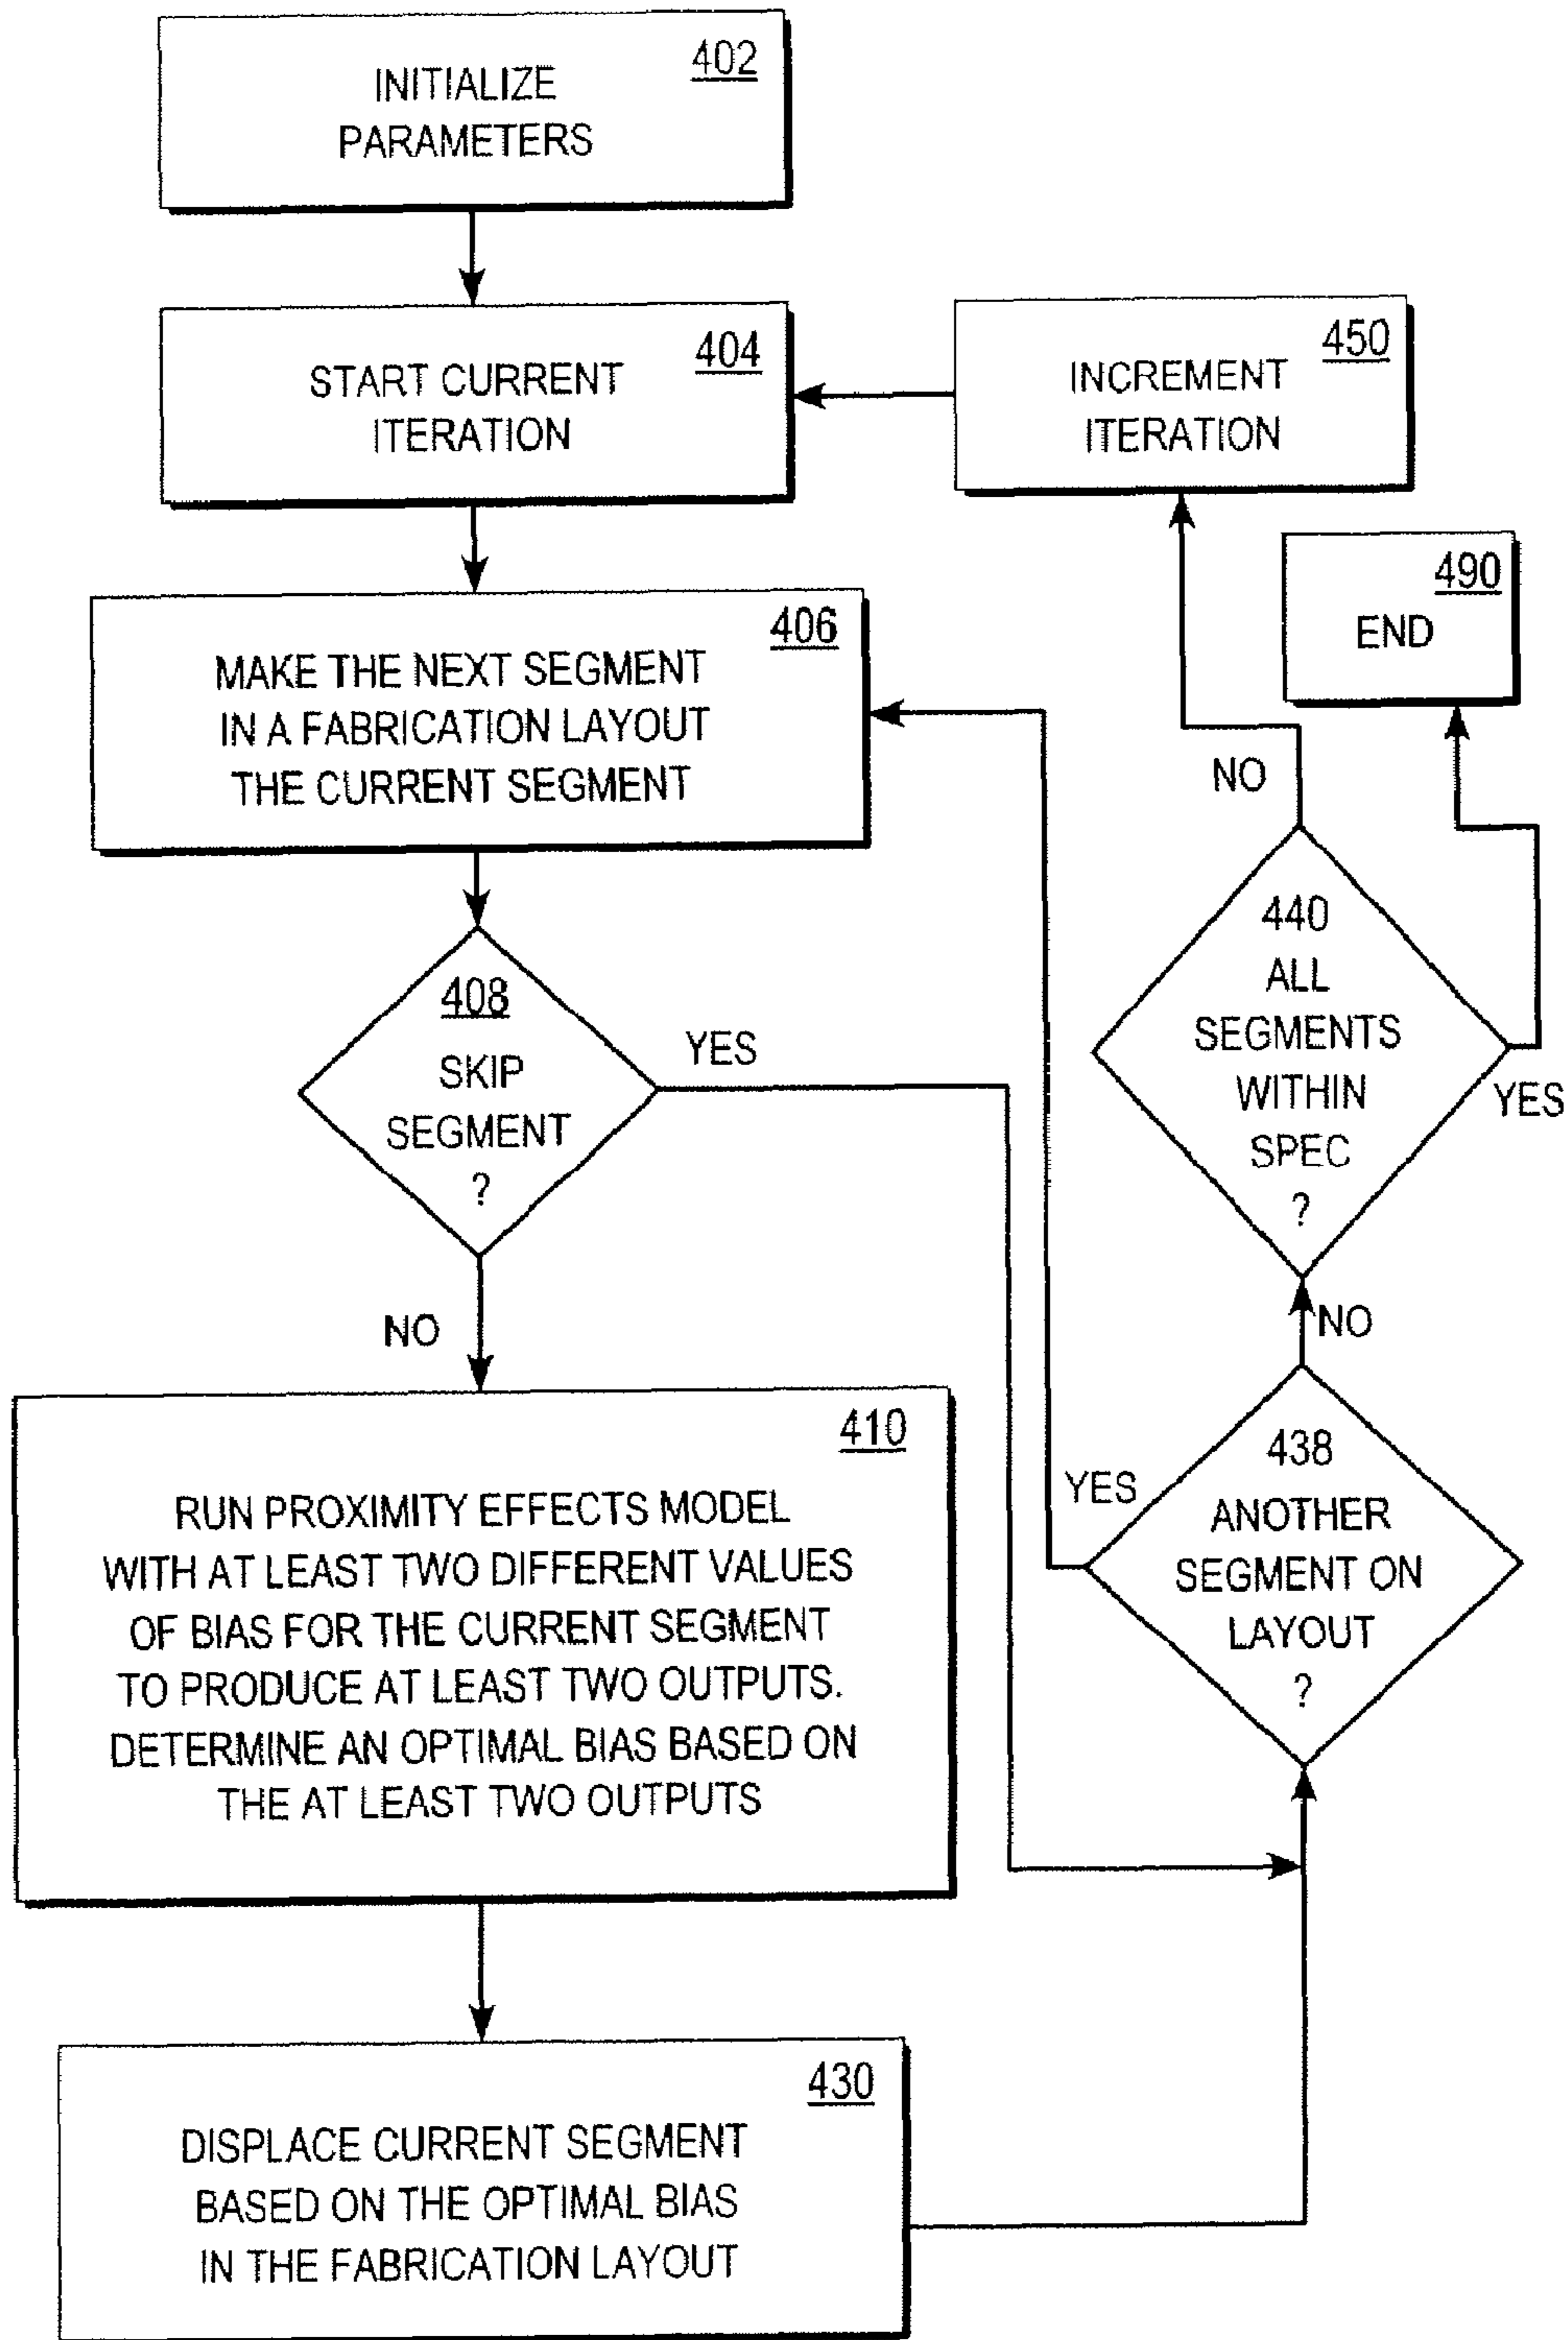 402
INITIALIZE
PARAMETERS
404
START CURRENT
ITERATION
450
INCREMENT
ITERATION
490
END
406
MAKE THE NEXT SEGMENT
IN A FABRICATION LAYOUT
THE CURRENT SEGMENT
NO
408
SKIP
SEGMENT
?
YES
NO
440
ALL
SEGMENTS
WITHIN
SPEC
?
YES
NO
410
RUN PROXIMITY EFFECTS MODEL
WITH AT LEAST TWO DIFFERENT VALUES
OF BIAS FOR THE CURRENT SEGMENT
TO PRODUCE AT LEAST TWO OUTPUTS.
DETERMINE AN OPTIMAL BIAS BASED ON
THE AT LEAST TWO OUTPUTS
YES
438
ANOTHER
SEGMENT ON
LAYOUT
?
430
DISPLACE CURRENT SEGMENT
BASED ON THE OPTIMAL BIAS
IN THE FABRICATION LAYOUT